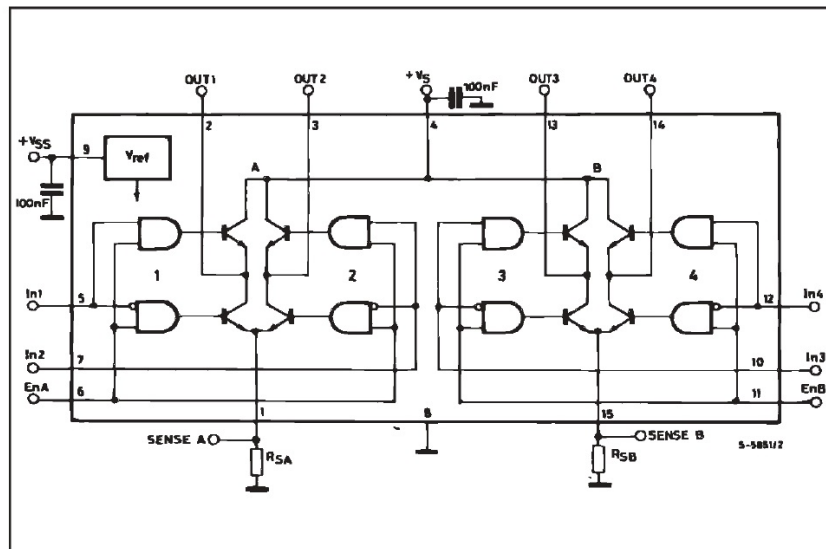 OUT1 OUT2 +Vs 100nF OUT3 OUT4
2 3 4 13 14
+Vss 9 Vref A B
100nF
1 2 3 4
In1 5 12 In4
In2 7 10 In3
EnA 6 11 EnB
1 8 15
SENSE A SENSE B S-5851/2
RSA RSB